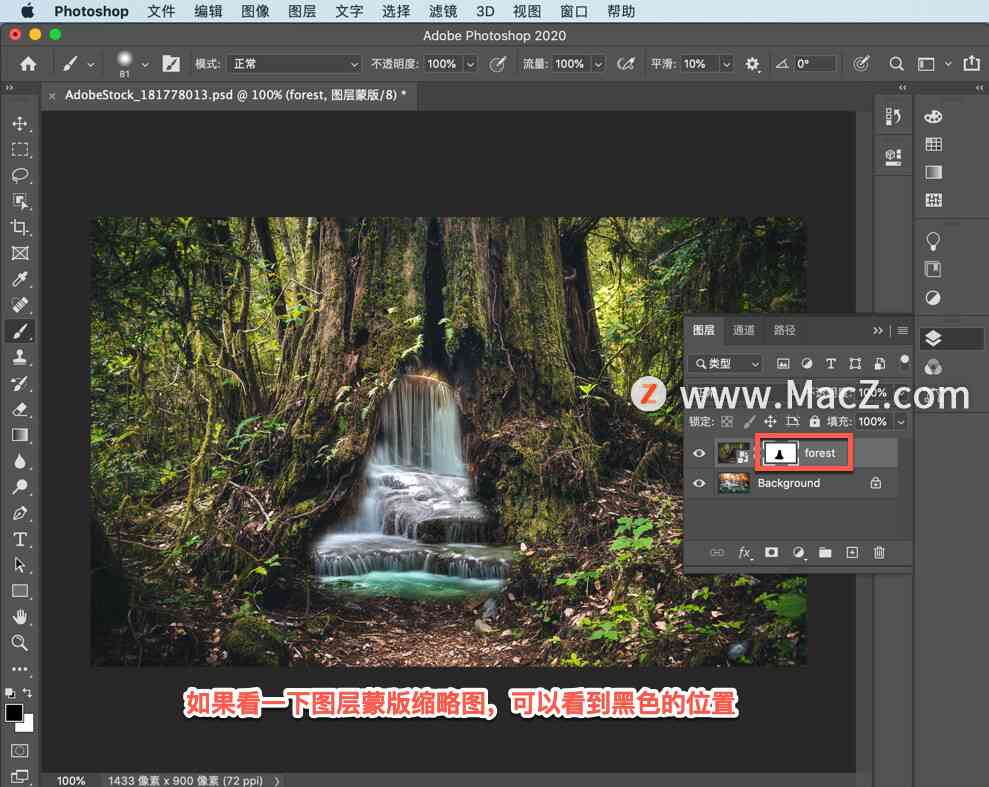 Photoshop 文件 编辑 图像 图层 文字 选择 滤镜 3D 视图 窗口 帮助
Adobe Photoshop 2020
81 模式: 正常 不透明度: 100% 流量: 100% 平滑: 10% 0°
AdobeStock_181778013.psd @ 100% (forest, 图层蒙版/8) *
图层 通道 路径
类型
100%
Z www.MacZ.com
锁定: 填充: 100%
forest
Background
fx
如果看一下图层蒙版缩略图，可以看到黑色的位置
100% 1433 像素 x 900 像素 (72 ppi)